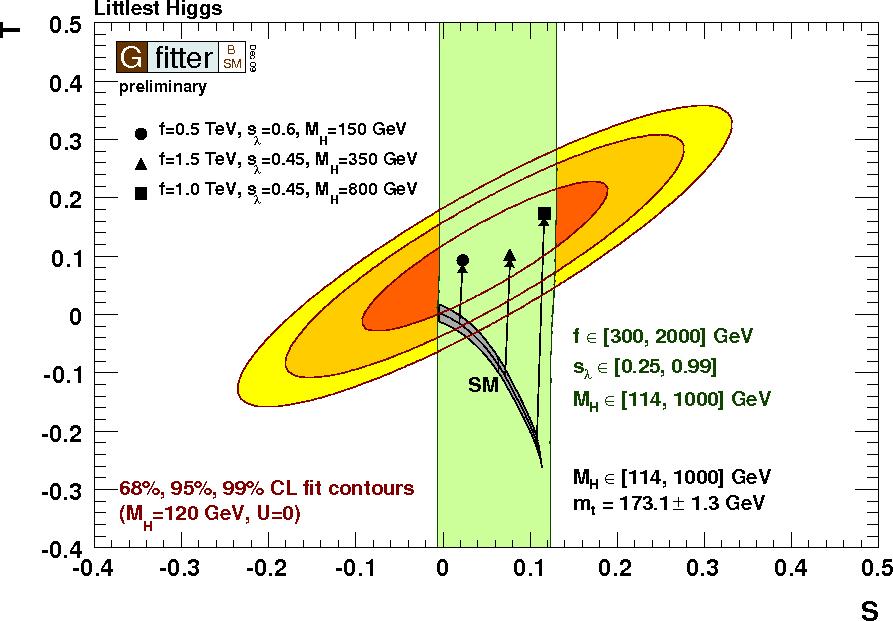 Littlest Higgs
T
G fitter B SM Dec 09
preliminary
f=0.5 TeV, sλ=0.6, MH=150 GeV
f=1.5 TeV, sλ=0.45, MH=350 GeV
f=1.0 TeV, sλ=0.45, MH=800 GeV
0.5
0.4
0.3
0.2
0.1
0
-0.1
-0.2
-0.3
-0.4
SM
f ∈ [300, 2000] GeV
sλ ∈ [0.25, 0.99]
MH ∈ [114, 1000] GeV
MH ∈ [114, 1000] GeV
mt = 173.1± 1.3 GeV
68%, 95%, 99% CL fit contours
(MH=120 GeV, U=0)
-0.4 -0.3 -0.2 -0.1 0 0.1 0.2 0.3 0.4 0.5
S